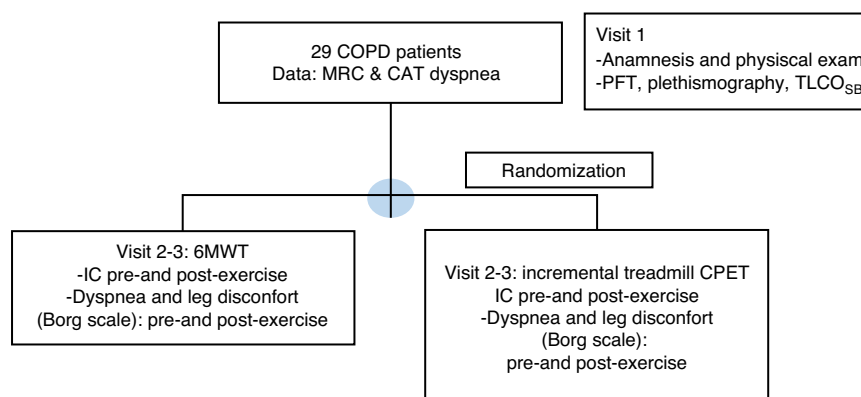 29 COPD patients
Data: MRC & CAT dyspnea
Visit 1
-Anamnesis and physiscal exam
-PFT, plethismography, TLCO_SB
Randomization
Visit 2-3: 6MWT
-IC pre-and post-exercise
-Dyspnea and leg disconfort
(Borg scale): pre-and post-exercise
Visit 2-3: incremental treadmill CPET
IC pre-and post-exercise
-Dyspnea and leg disconfort
(Borg scale):
pre-and post-exercise